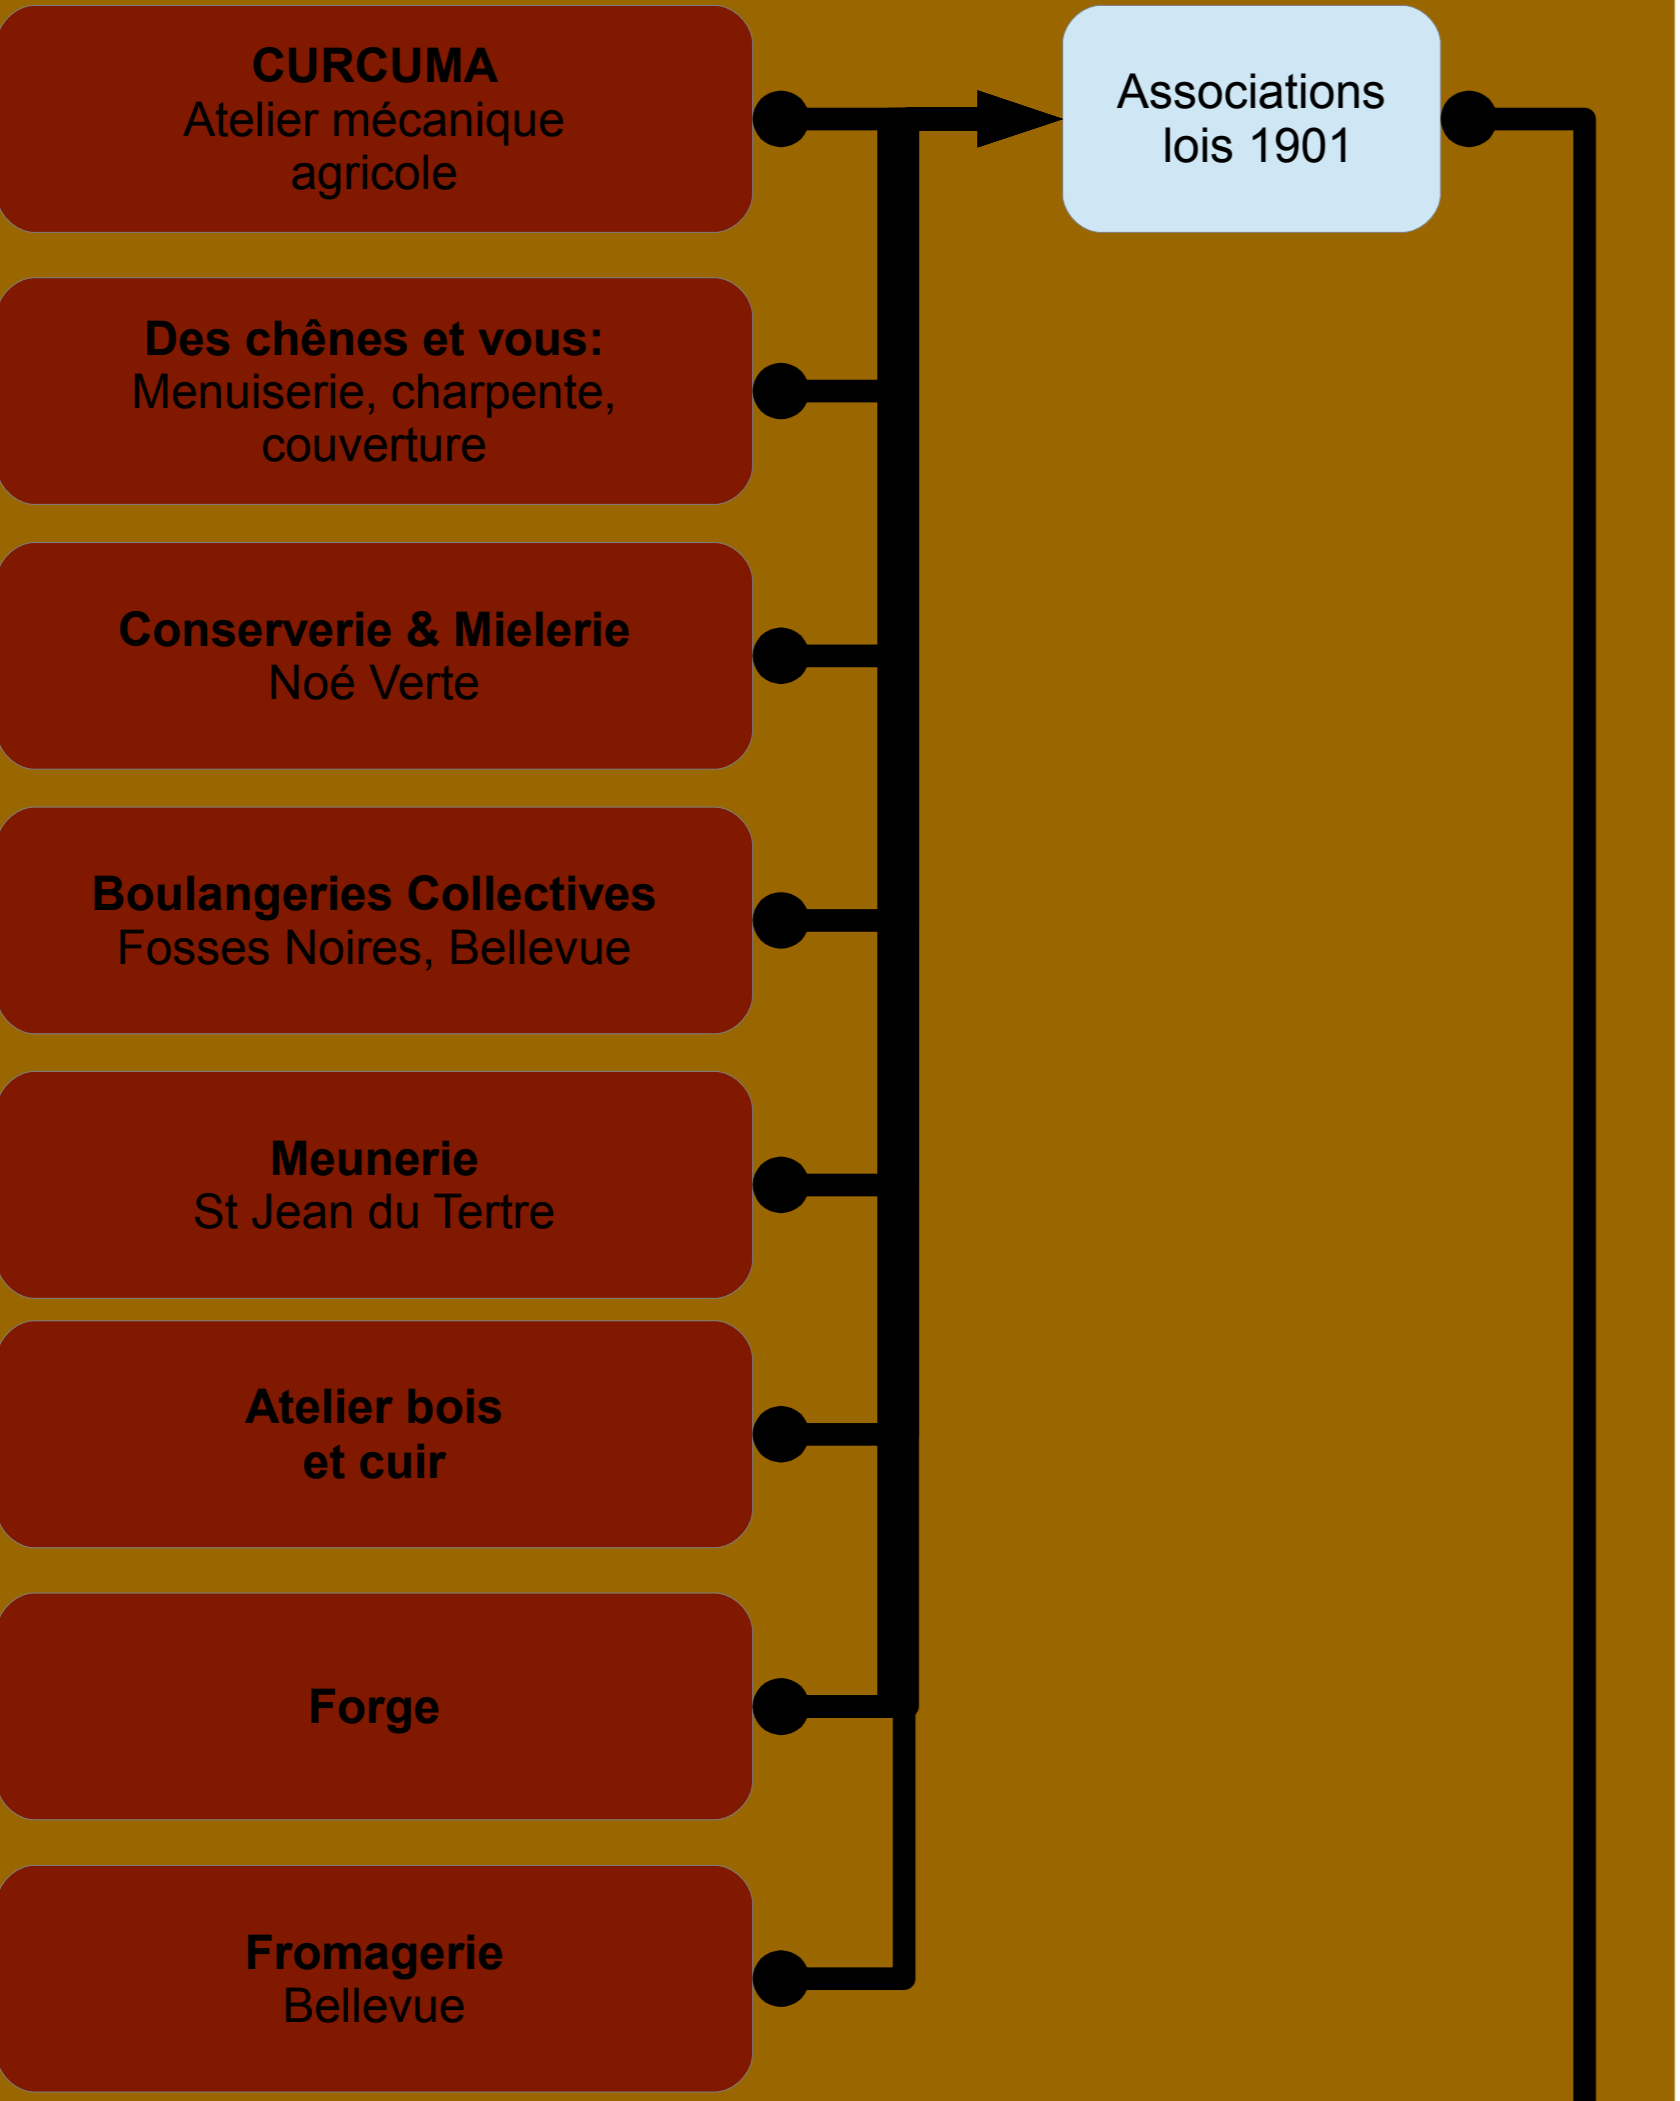 CURCUMA
Atelier mécanique
agricole
Associations
lois 1901
Des chênes et vous:
Menuiserie, charpente,
couverture
Conserverie & Mielerie
Noé Verte
Boulangeries Collectives
Fosses Noires, Bellevue
Meunerie
St Jean du Tertre
Atelier bois
et cuir
Forge
Fromagerie
Bellevue